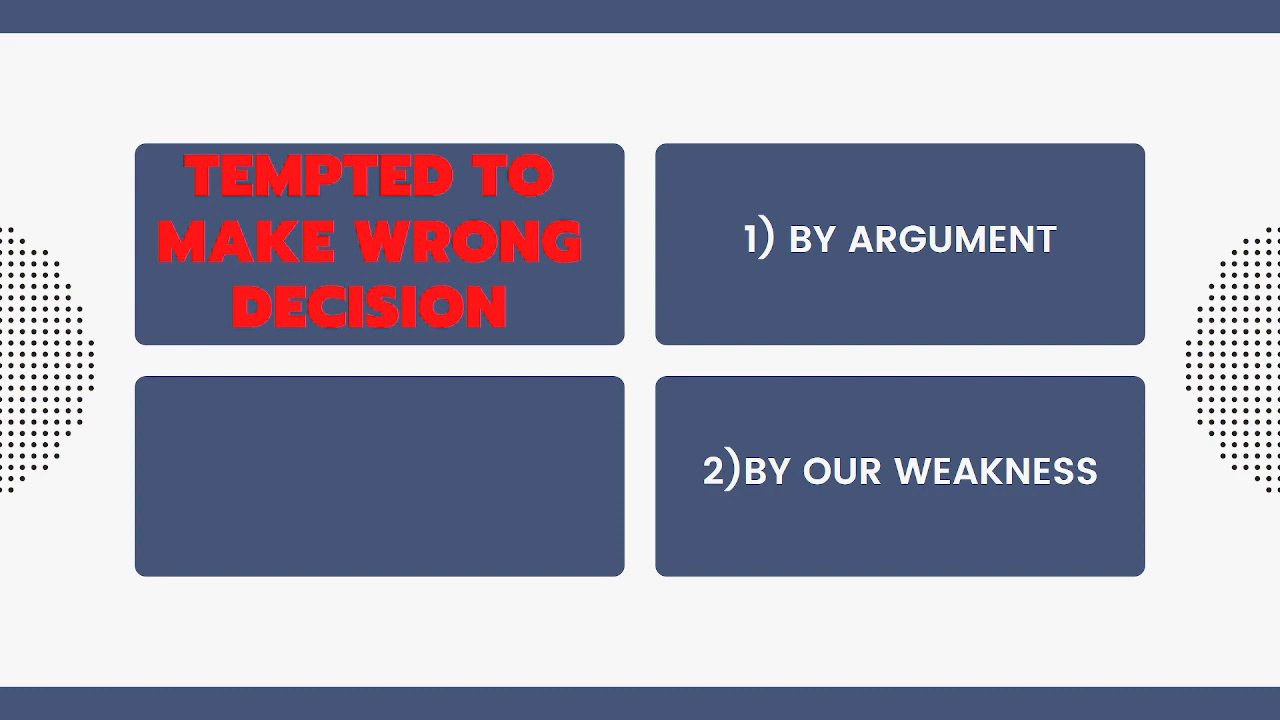 TEMPTED TO
MAKE WRONG
DECISION
1) BY ARGUMENT
2)BY OUR WEAKNESS